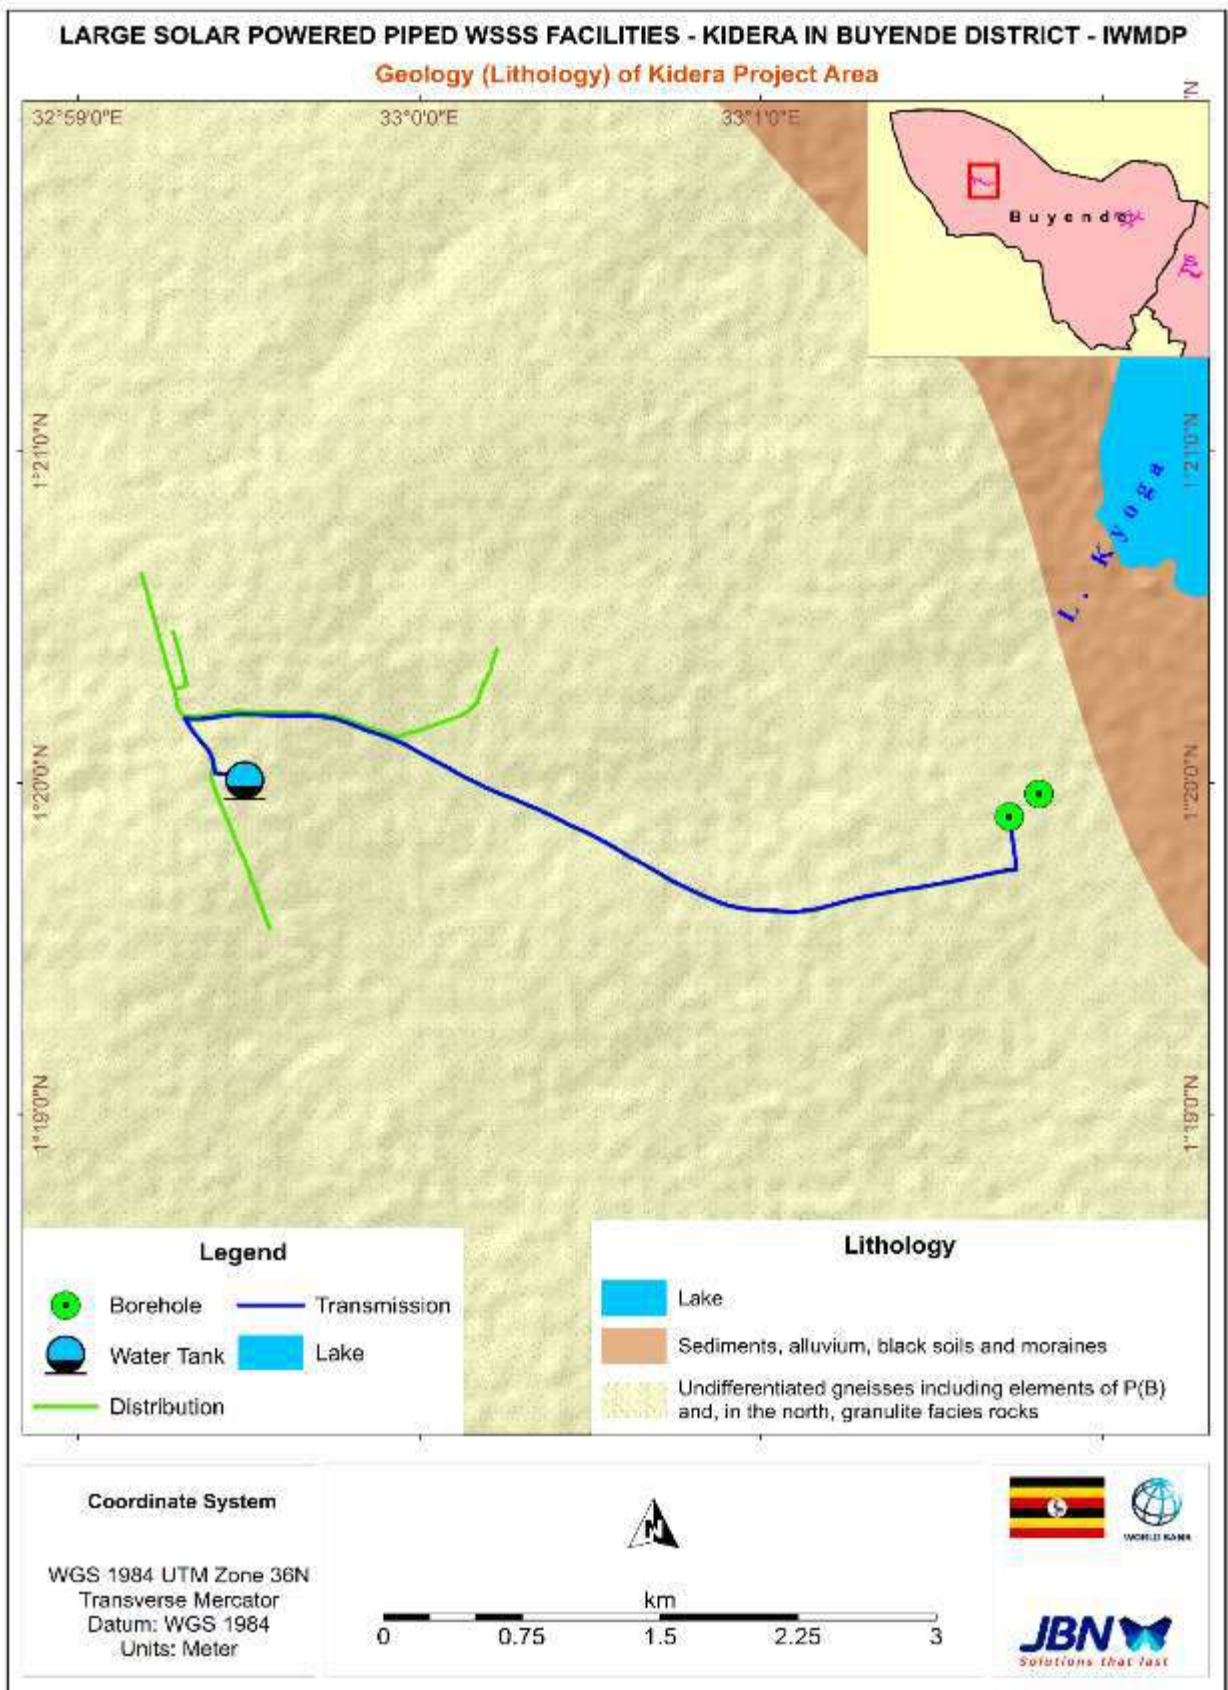 LARGE SOLAR POWERED PIPED WSSS FACILITIES - KIDERA IN BUYENDE DISTRICT - IWMDP
Geology (Lithology) of Kidera Project Area
32°59'0"E
33°0'0"E
33°1'0"E
N
Buyende
1°21'0"N
1°21'0"N
L. Kyoga
1°20'0"N
1°20'0"N
1°19'0"N
1°19'0"N
Legend
Borehole
Transmission
Water Tank
Lake
Distribution
Lithology
Lake
Sediments, alluvium, black soils and moraines
Undifferentiated gneisses including elements of P(B)
and, in the north, granulite facies rocks
Coordinate System
WGS 1984 UTM Zone 36N
Transverse Mercator
Datum: WGS 1984
Units: Meter
N
km
0 0.75 1.5 2.25 3
WORLD BANK
JBN
Solutions that last